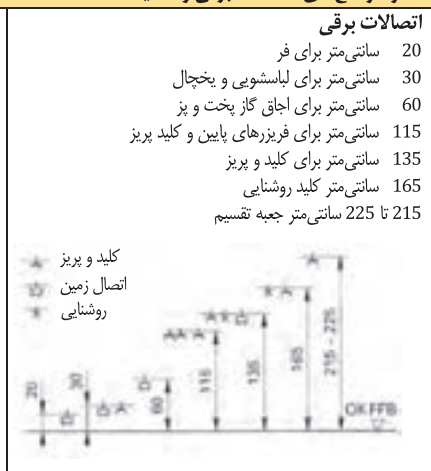 اتصالات برقی
20 سانتی‌متر برای فر
30 سانتی‌متر برای لباسشویی و یخچال
60 سانتی‌متر برای اجاق گاز پخت و پز
115 سانتی‌متر برای فریزرهای پایین و کلید پریز
135 سانتی‌متر برای کلید و پریز
165 سانتی‌متر کلید روشنایی
215 تا 225 سانتی‌متر جعبه تقسیم
کلید و پریز
اتصال زمین
روشنایی
20
30
60
115
135
165
215 - 225
OKFFB